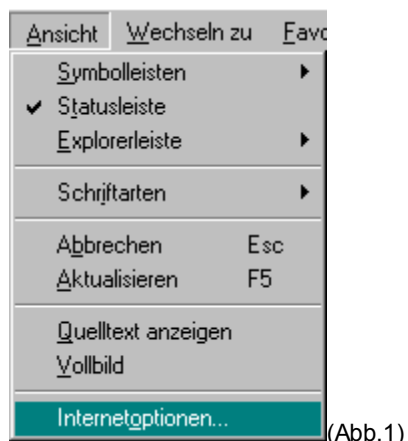 Ansicht Wechseln zu Favo
Symbolleisten
Statusleiste
Explorerleiste
Schriftarten
Abbrechen Esc
Aktualisieren F5
Quelltext anzeigen
Vollbild
Internetoptionen...
(Abb.1)